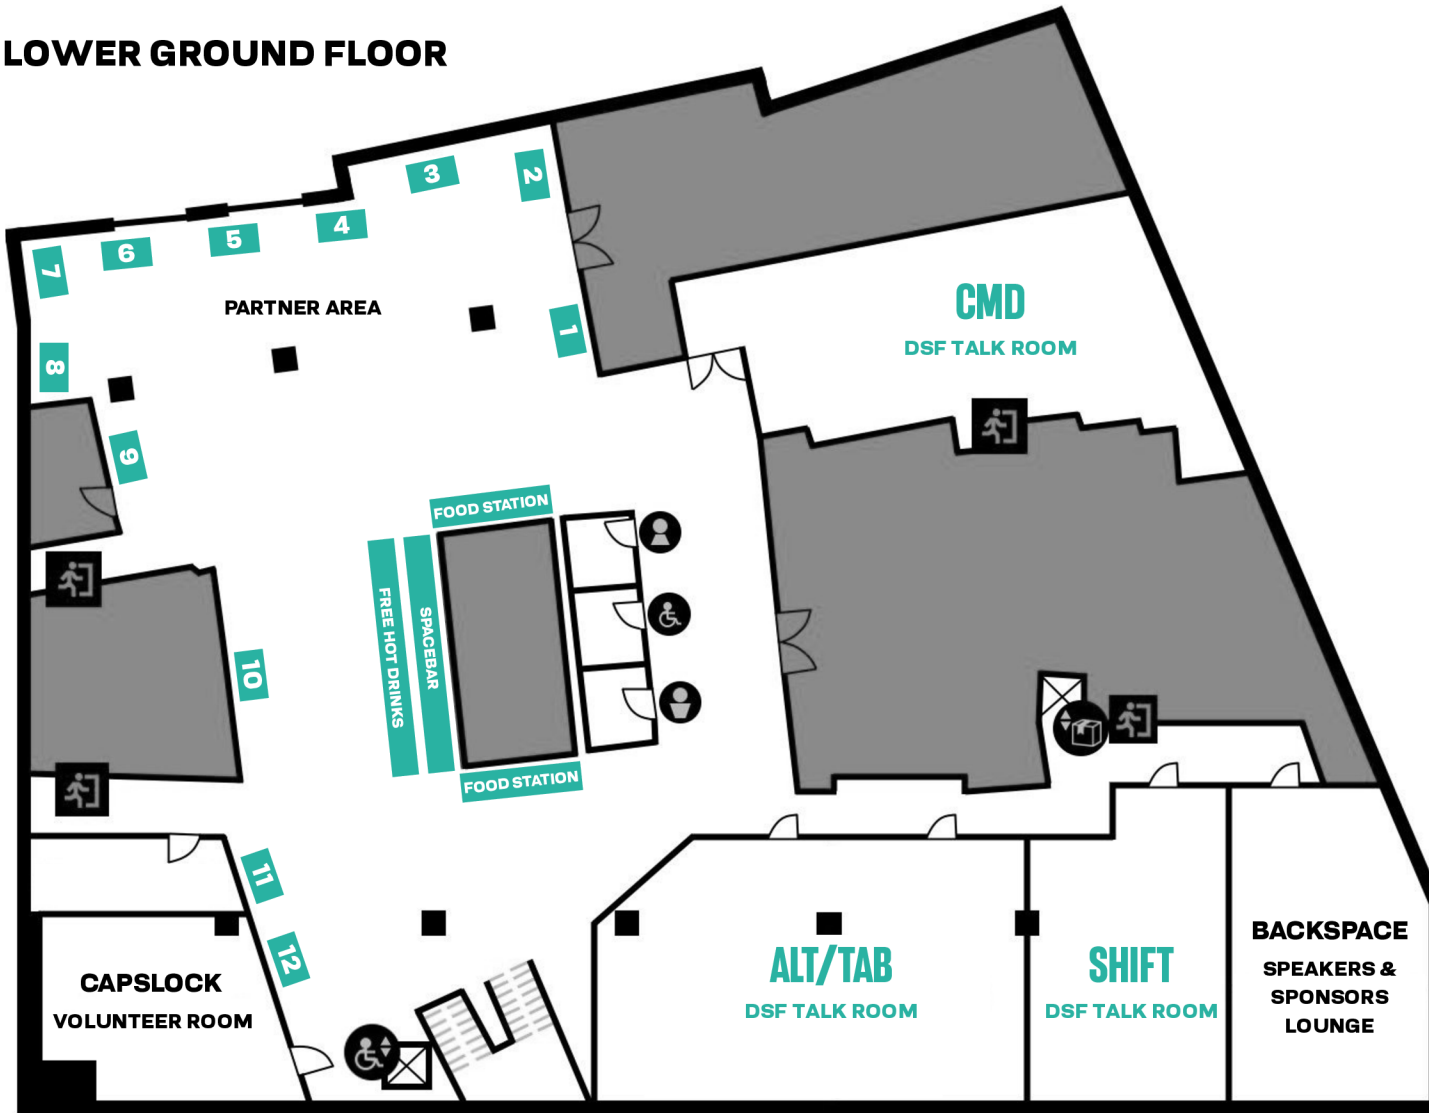 LOWER GROUND FLOOR
3
2
4
5
6
7
PARTNER AREA
1
8
9
CMD
DSF TALK ROOM
FOOD STATION
FREE HOT DRINKS
SPACEBAR
10
FOOD STATION
11
12
CAPSLOCK
VOLUNTEER ROOM
ALT/TAB
DSF TALK ROOM
SHIFT
DSF TALK ROOM
BACKSPACE
SPEAKERS &
SPONSORS
LOUNGE